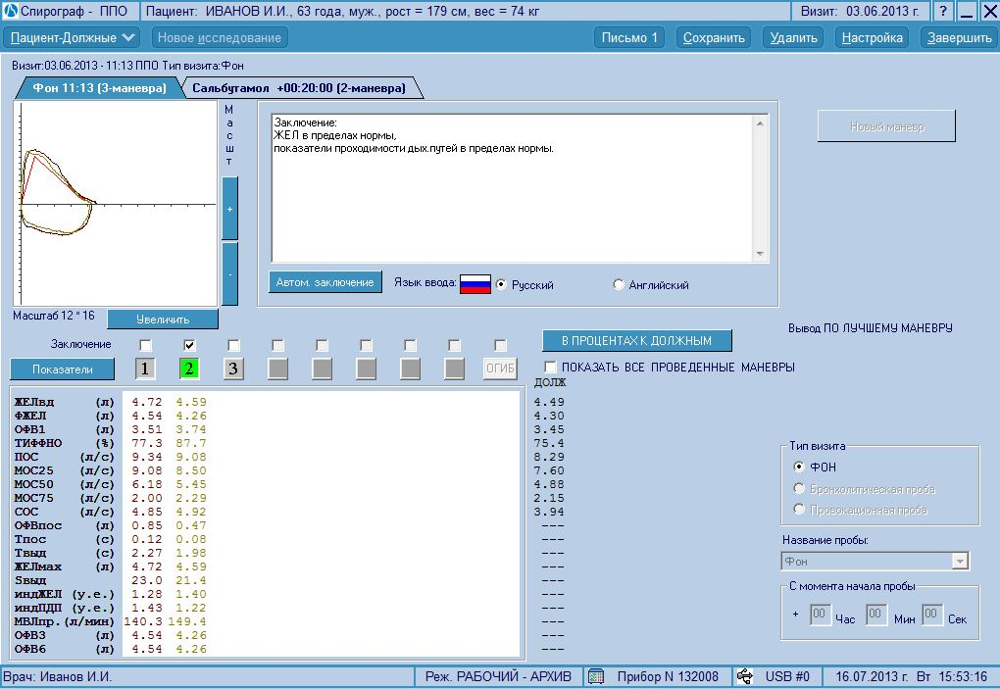 Спирограф - ППО Пациент: ИВАНОВ И.И., 63 года, муж., рост = 179 см, вес = 74 кг Визит: 03.06.2013 г. ?
Пациент-Должные Новое исследование Письмо 1 Сохранить Удалить Настройка Завершить
Визит:03.06.2013 - 11:13 ППО Тип визита:Фон
Фон 11:13 (3-маневра) Сальбутамол +00:20:00 (2-маневра)
М
а
с
ш
т
+
-
Заключение:
ЖЕЛ в пределах нормы,
показатели проходимости дых.путей в пределах нормы.
Новый маневр
Автом. заключение Язык ввода: Русский Английский
Масштаб 12 * 16 Увеличить
Вывод ПО ЛУЧШЕМУ МАНЕВРУ
Заключение
В ПРОЦЕНТАХ К ДОЛЖНЫМ
Показатели 1 2 3 ОГИБ
ПОКАЗАТЬ ВСЕ ПРОВЕДЕННЫЕ МАНЕВРЫ
ДОЛЖ
ЖЕЛвд (л) 4.72 4.59 4.49
ФЖЕЛ (л) 4.54 4.26 4.30
ОФВ1 (л) 3.51 3.74 3.45
ТИФФНО (%) 77.3 87.7 75.4
ПОС (л/с) 9.34 9.08 8.29
МОС25 (л/с) 9.08 8.50 7.60
МОС50 (л/с) 6.18 5.45 4.88
МОС75 (л/с) 2.00 2.29 2.15
СОС (л/с) 4.85 4.92 3.94
ОФВпос (л) 0.85 0.47 ---
Тпос (с) 0.12 0.08 ---
Твыд (с) 2.27 1.98 ---
ЖЕЛмах (л) 4.72 4.59 ---
Sвыд 23.0 21.4 ---
индЖЕЛ (у.е.) 1.28 1.40 ---
индПДП (у.е.) 1.43 1.22 ---
МВЛпр.(л/мин) 140.3 149.4 ---
ОФВ3 (л) 4.54 4.26 ---
ОФВ6 (л) 4.54 4.26 ---
Тип визита
ФОН
Бронхолитическая проба
Провокационная проба
Название пробы:
Фон
С момента начала пробы
+ 00 Час 00 Мин 00 Сек
Врач: Иванов И.И. Реж. РАБОЧИЙ - АРХИВ Прибор N 132008 USB #0 16.07.2013 г. Вт 15:53:16